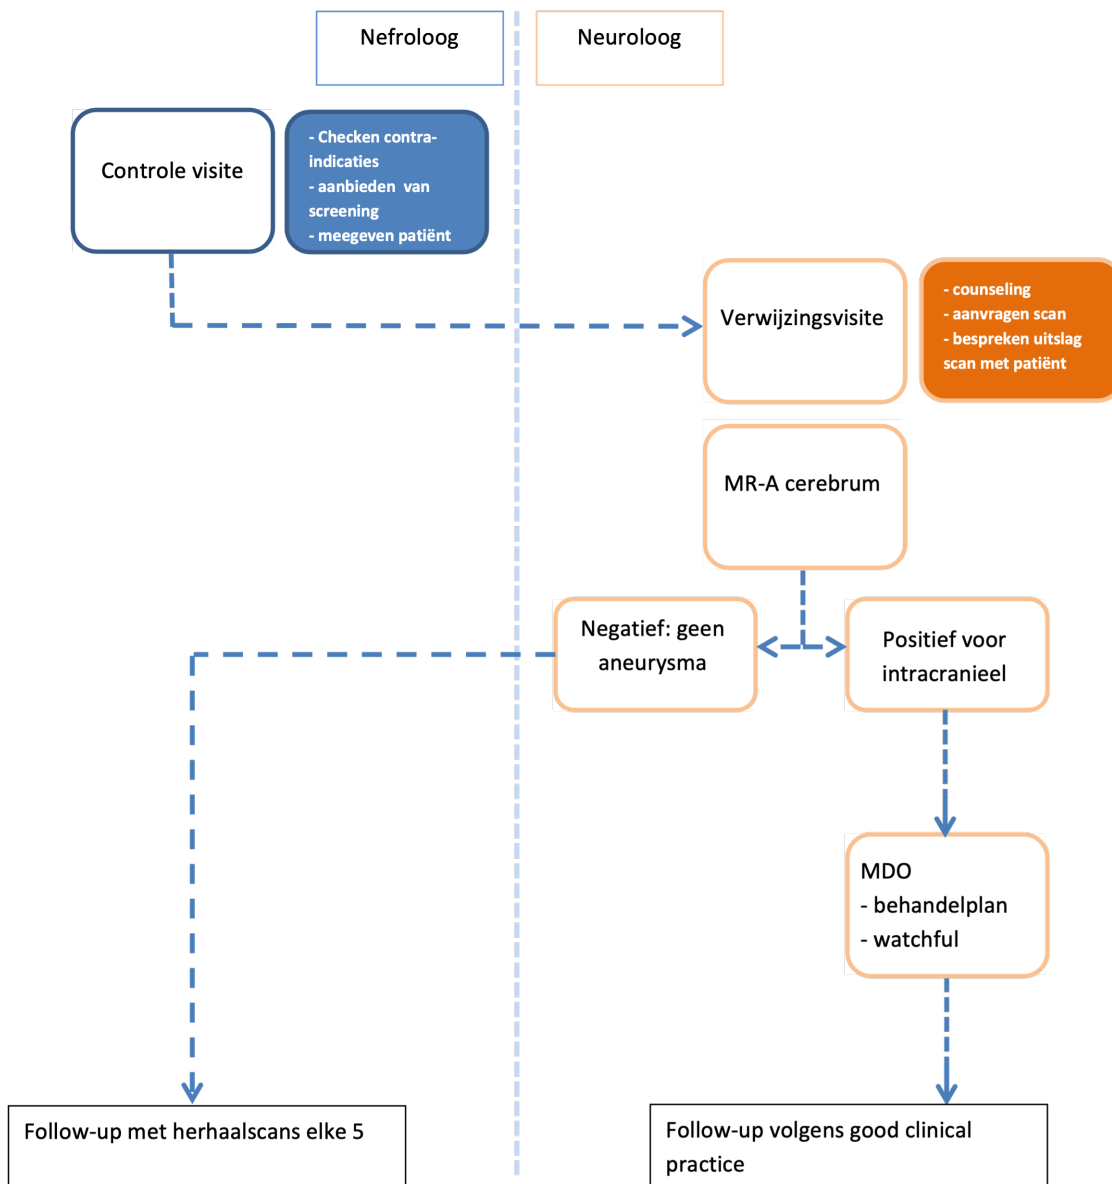 Nefroloog
Neuroloog
Controle visite
- Checken contra-
indicaties
- aanbieden van
screening
- meegeven patiënt
Verwijzingsvisite
- counseling
- aanvragen scan
- bespreken uitslag
scan met patiënt
MR-A cerebrum
Negatief: geen
aneurysma
Positief voor
intracranieel
MDO
- behandelplan
- watchful
Follow-up met herhaalscans elke 5
Follow-up volgens good clinical
practice